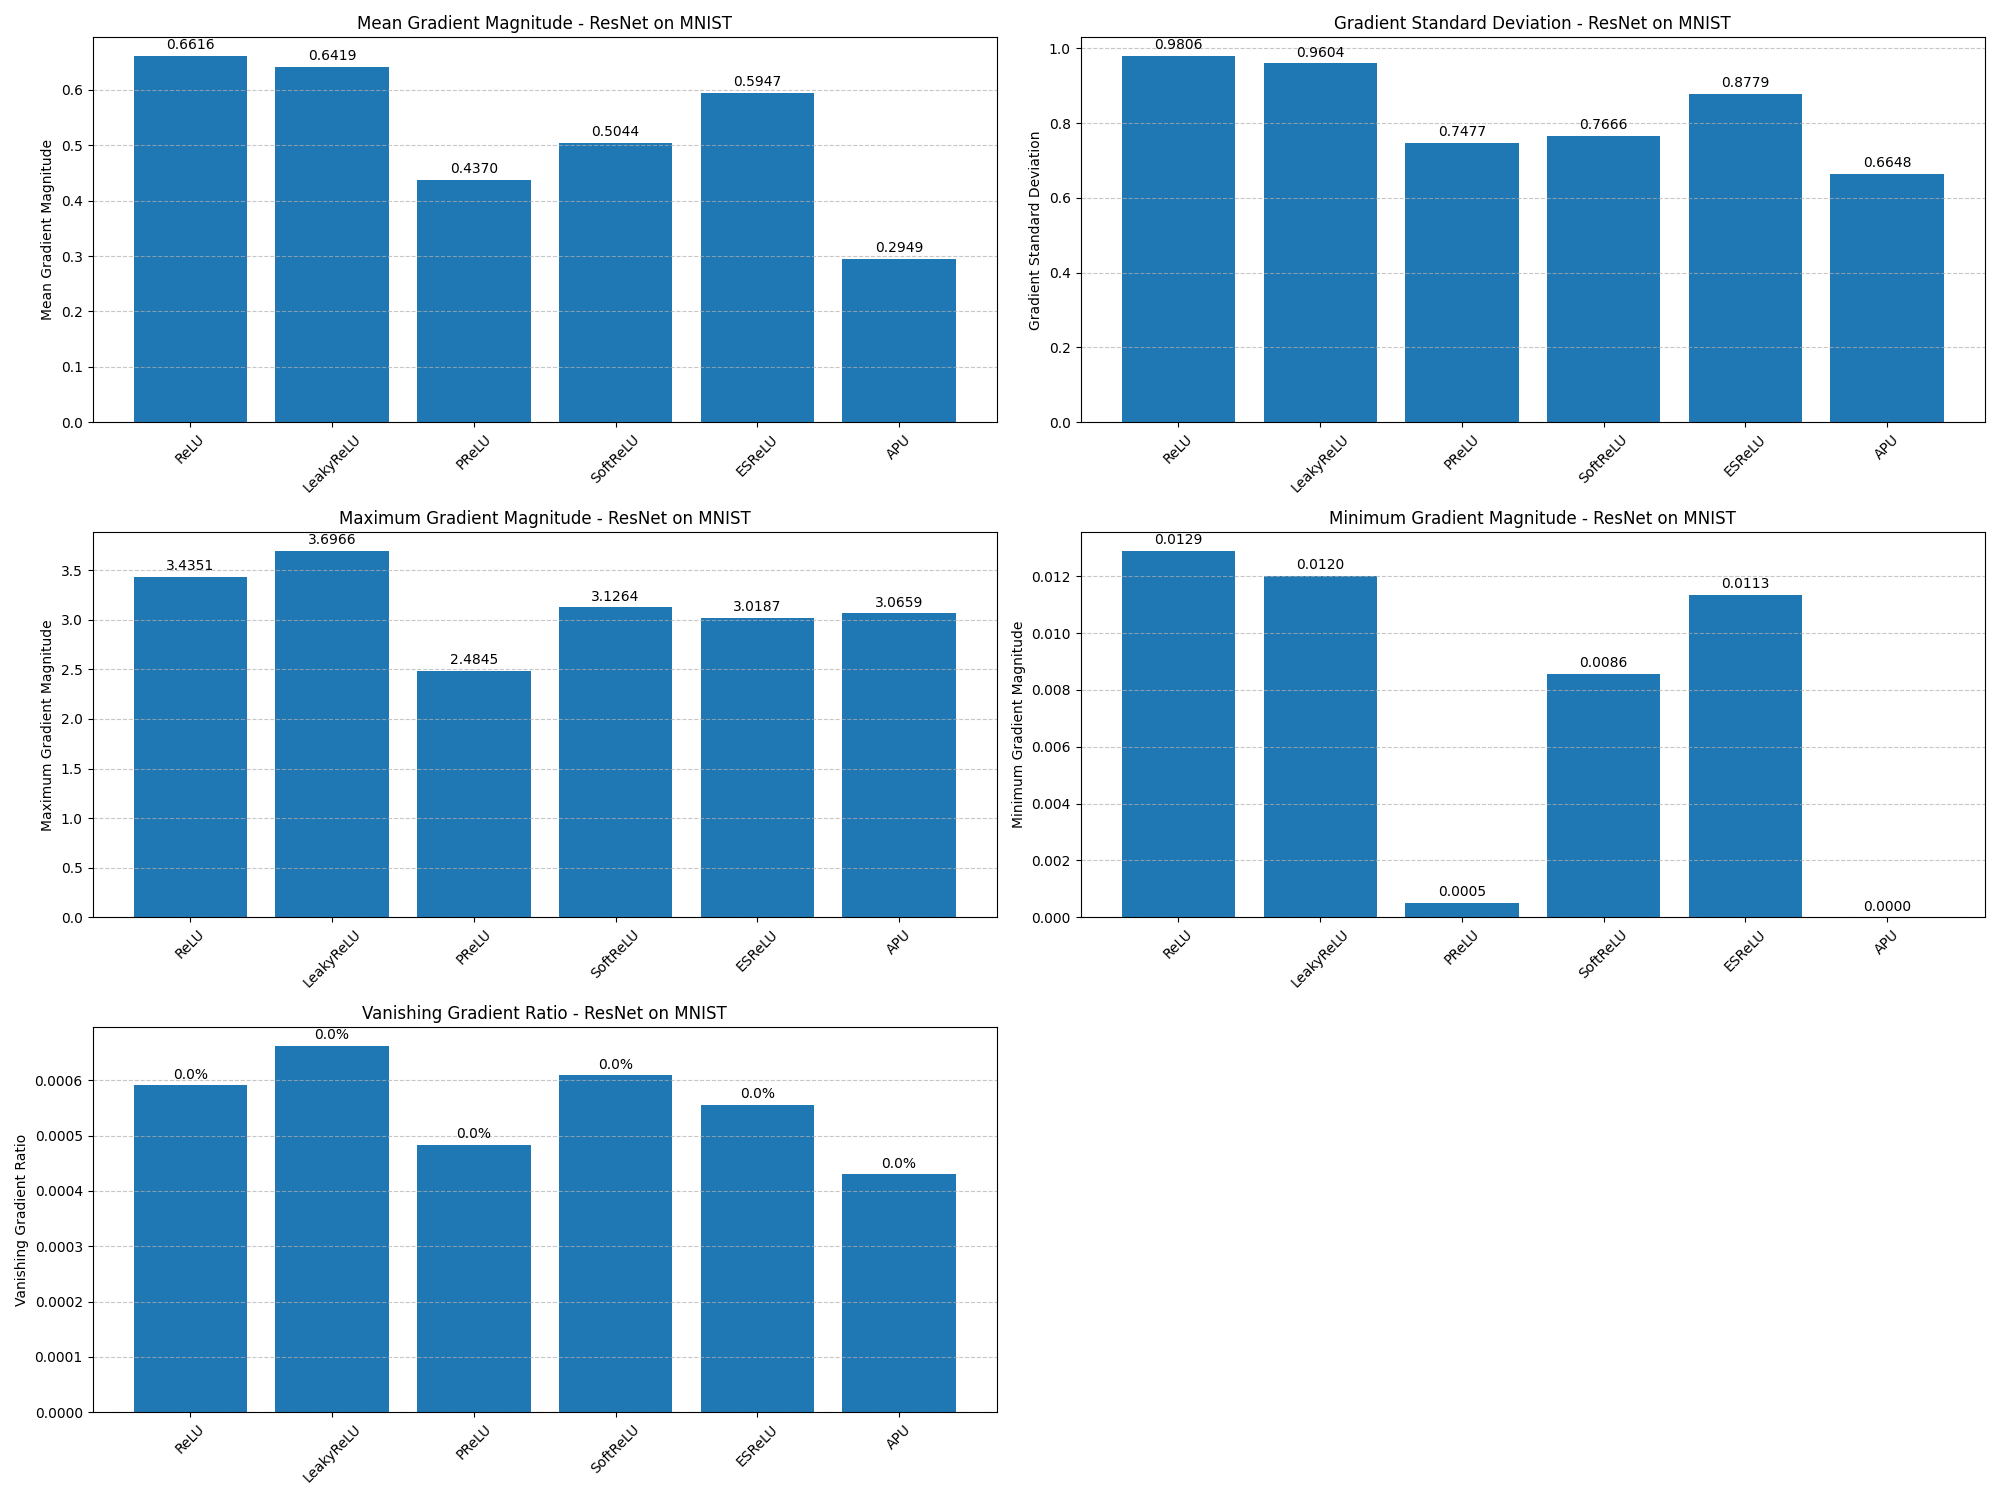 Mean Gradient Magnitude - ResNet on MNIST
Mean Gradient Magnitude
0.6
0.5
0.4
0.3
0.2
0.1
0.0
0.6616
0.6419
0.4370
0.5044
0.5947
0.2949
ReLU
LeakyReLU
PReLU
SoftReLU
ESReLU
APU
Gradient Standard Deviation - ResNet on MNIST
Gradient Standard Deviation
1.0
0.8
0.6
0.4
0.2
0.0
0.9806
0.9604
0.7477
0.7666
0.8779
0.6648
ReLU
LeakyReLU
PReLU
SoftReLU
ESReLU
APU
Maximum Gradient Magnitude - ResNet on MNIST
Maximum Gradient Magnitude
3.5
3.0
2.5
2.0
1.5
1.0
0.5
0.0
3.4351
3.6966
2.4845
3.1264
3.0187
3.0659
ReLU
LeakyReLU
PReLU
SoftReLU
ESReLU
APU
Minimum Gradient Magnitude - ResNet on MNIST
Minimum Gradient Magnitude
0.012
0.010
0.008
0.006
0.004
0.002
0.000
0.0129
0.0120
0.0005
0.0086
0.0113
0.0000
ReLU
LeakyReLU
PReLU
SoftReLU
ESReLU
APU
Vanishing Gradient Ratio - ResNet on MNIST
Vanishing Gradient Ratio
0.0006
0.0005
0.0004
0.0003
0.0002
0.0001
0.0000
0.0%
0.0%
0.0%
0.0%
0.0%
0.0%
ReLU
LeakyReLU
PReLU
SoftReLU
ESReLU
APU